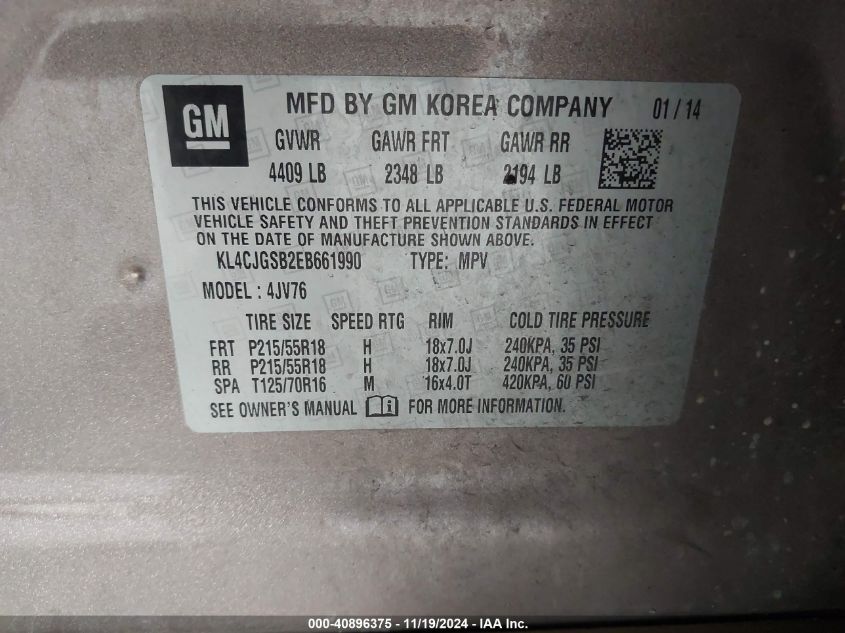 GM
MFD BY GM KOREA COMPANY 01 / 14
GVWR GAWR FRT GAWR RR
4409 LB 2348 LB 2194 LB
THIS VEHICLE CONFORMS TO ALL APPLICABLE U.S. FEDERAL MOTOR
VEHICLE SAFETY AND THEFT PREVENTION STANDARDS IN EFFECT
ON THE DATE OF MANUFACTURE SHOWN ABOVE.
KL4CJGSB2EB661990 TYPE: MPV
MODEL : 4JV76
TIRE SIZE SPEED RTG RIM COLD TIRE PRESSURE
FRT P215/55R18 H 18x7.0J 240KPA, 35 PSI
RR P215/55R18 H 18x7.0J 240KPA, 35 PSI
SPA T125/70R16 M 16x4.0T 420KPA, 60 PSI
SEE OWNER'S MANUAL FOR MORE INFORMATION.
000-40896375 - 11/19/2024 - IAA Inc.